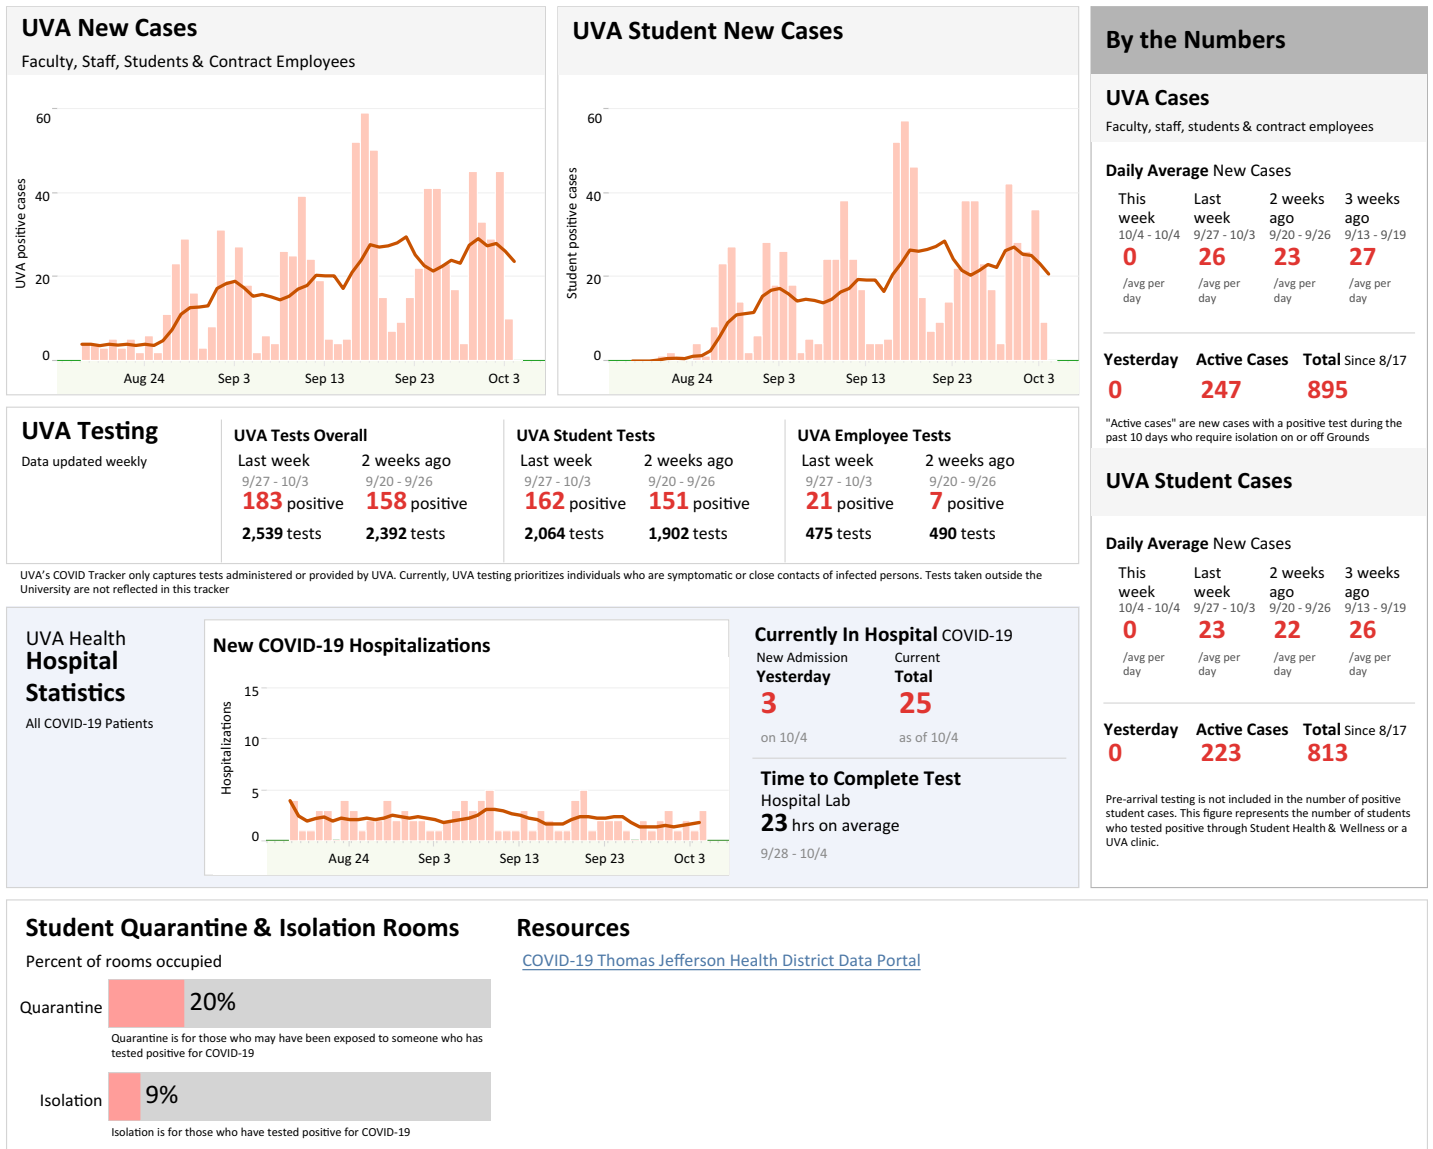 UVA New Cases
Faculty, Staff, Students & Contract Employees
60
40
20
0
UVA positive cases
Aug 24 Sep 3 Sep 13 Sep 23 Oct 3
UVA Student New Cases
60
40
20
0
Student positive cases
Aug 24 Sep 3 Sep 13 Sep 23 Oct 3
By the Numbers
UVA Cases
Faculty, staff, students & contract employees
Daily Average New Cases
This Last 2 weeks 3 weeks
week week ago ago
10/4 - 10/4 9/27 - 10/3 9/20 - 9/26 9/13 - 9/19
0 26 23 27
/avg per /avg per /avg per /avg per
day day day day
Yesterday Active Cases Total Since 8/17
0 247 895
"Active cases" are new cases with a positive test during the
past 10 days who require isolation on or off Grounds
UVA Student Cases
Daily Average New Cases
This Last 2 weeks 3 weeks
week week ago ago
10/4 - 10/4 9/27 - 10/3 9/20 - 9/26 9/13 - 9/19
0 23 22 26
/avg per /avg per /avg per /avg per
day day day day
Yesterday Active Cases Total Since 8/17
0 223 813
Pre-arrival testing is not included in the number of positive
student cases. This figure represents the number of students
who tested positive through Student Health & Wellness or a
UVA clinic.
UVA Testing
Data updated weekly
UVA Tests Overall
Last week 2 weeks ago
9/27 - 10/3 9/20 - 9/26
183 positive 158 positive
2,539 tests 2,392 tests
UVA Student Tests
Last week 2 weeks ago
9/27 - 10/3 9/20 - 9/26
162 positive 151 positive
2,064 tests 1,902 tests
UVA Employee Tests
Last week 2 weeks ago
9/27 - 10/3 9/20 - 9/26
21 positive 7 positive
475 tests 490 tests
UVA's COVID Tracker only captures tests administered or provided by UVA. Currently, UVA testing prioritizes individuals who are symptomatic or close contacts of infected persons. Tests taken outside the
University are not reflected in this tracker
UVA Health
Hospital
Statistics
All COVID-19 Patients
New COVID-19 Hospitalizations
15
10
5
0
Hospitalizations
Aug 24 Sep 3 Sep 13 Sep 23 Oct 3
Currently In Hospital COVID-19
New Admission Current
Yesterday Total
3 25
on 10/4 as of 10/4
Time to Complete Test
Hospital Lab
23 hrs on average
9/28 - 10/4
Student Quarantine & Isolation Rooms
Percent of rooms occupied
Quarantine 20%
Quarantine is for those who may have been exposed to someone who has
tested positive for COVID-19
Isolation 9%
Isolation is for those who have tested positive for COVID-19
Resources
COVID-19 Thomas Jefferson Health District Data Portal